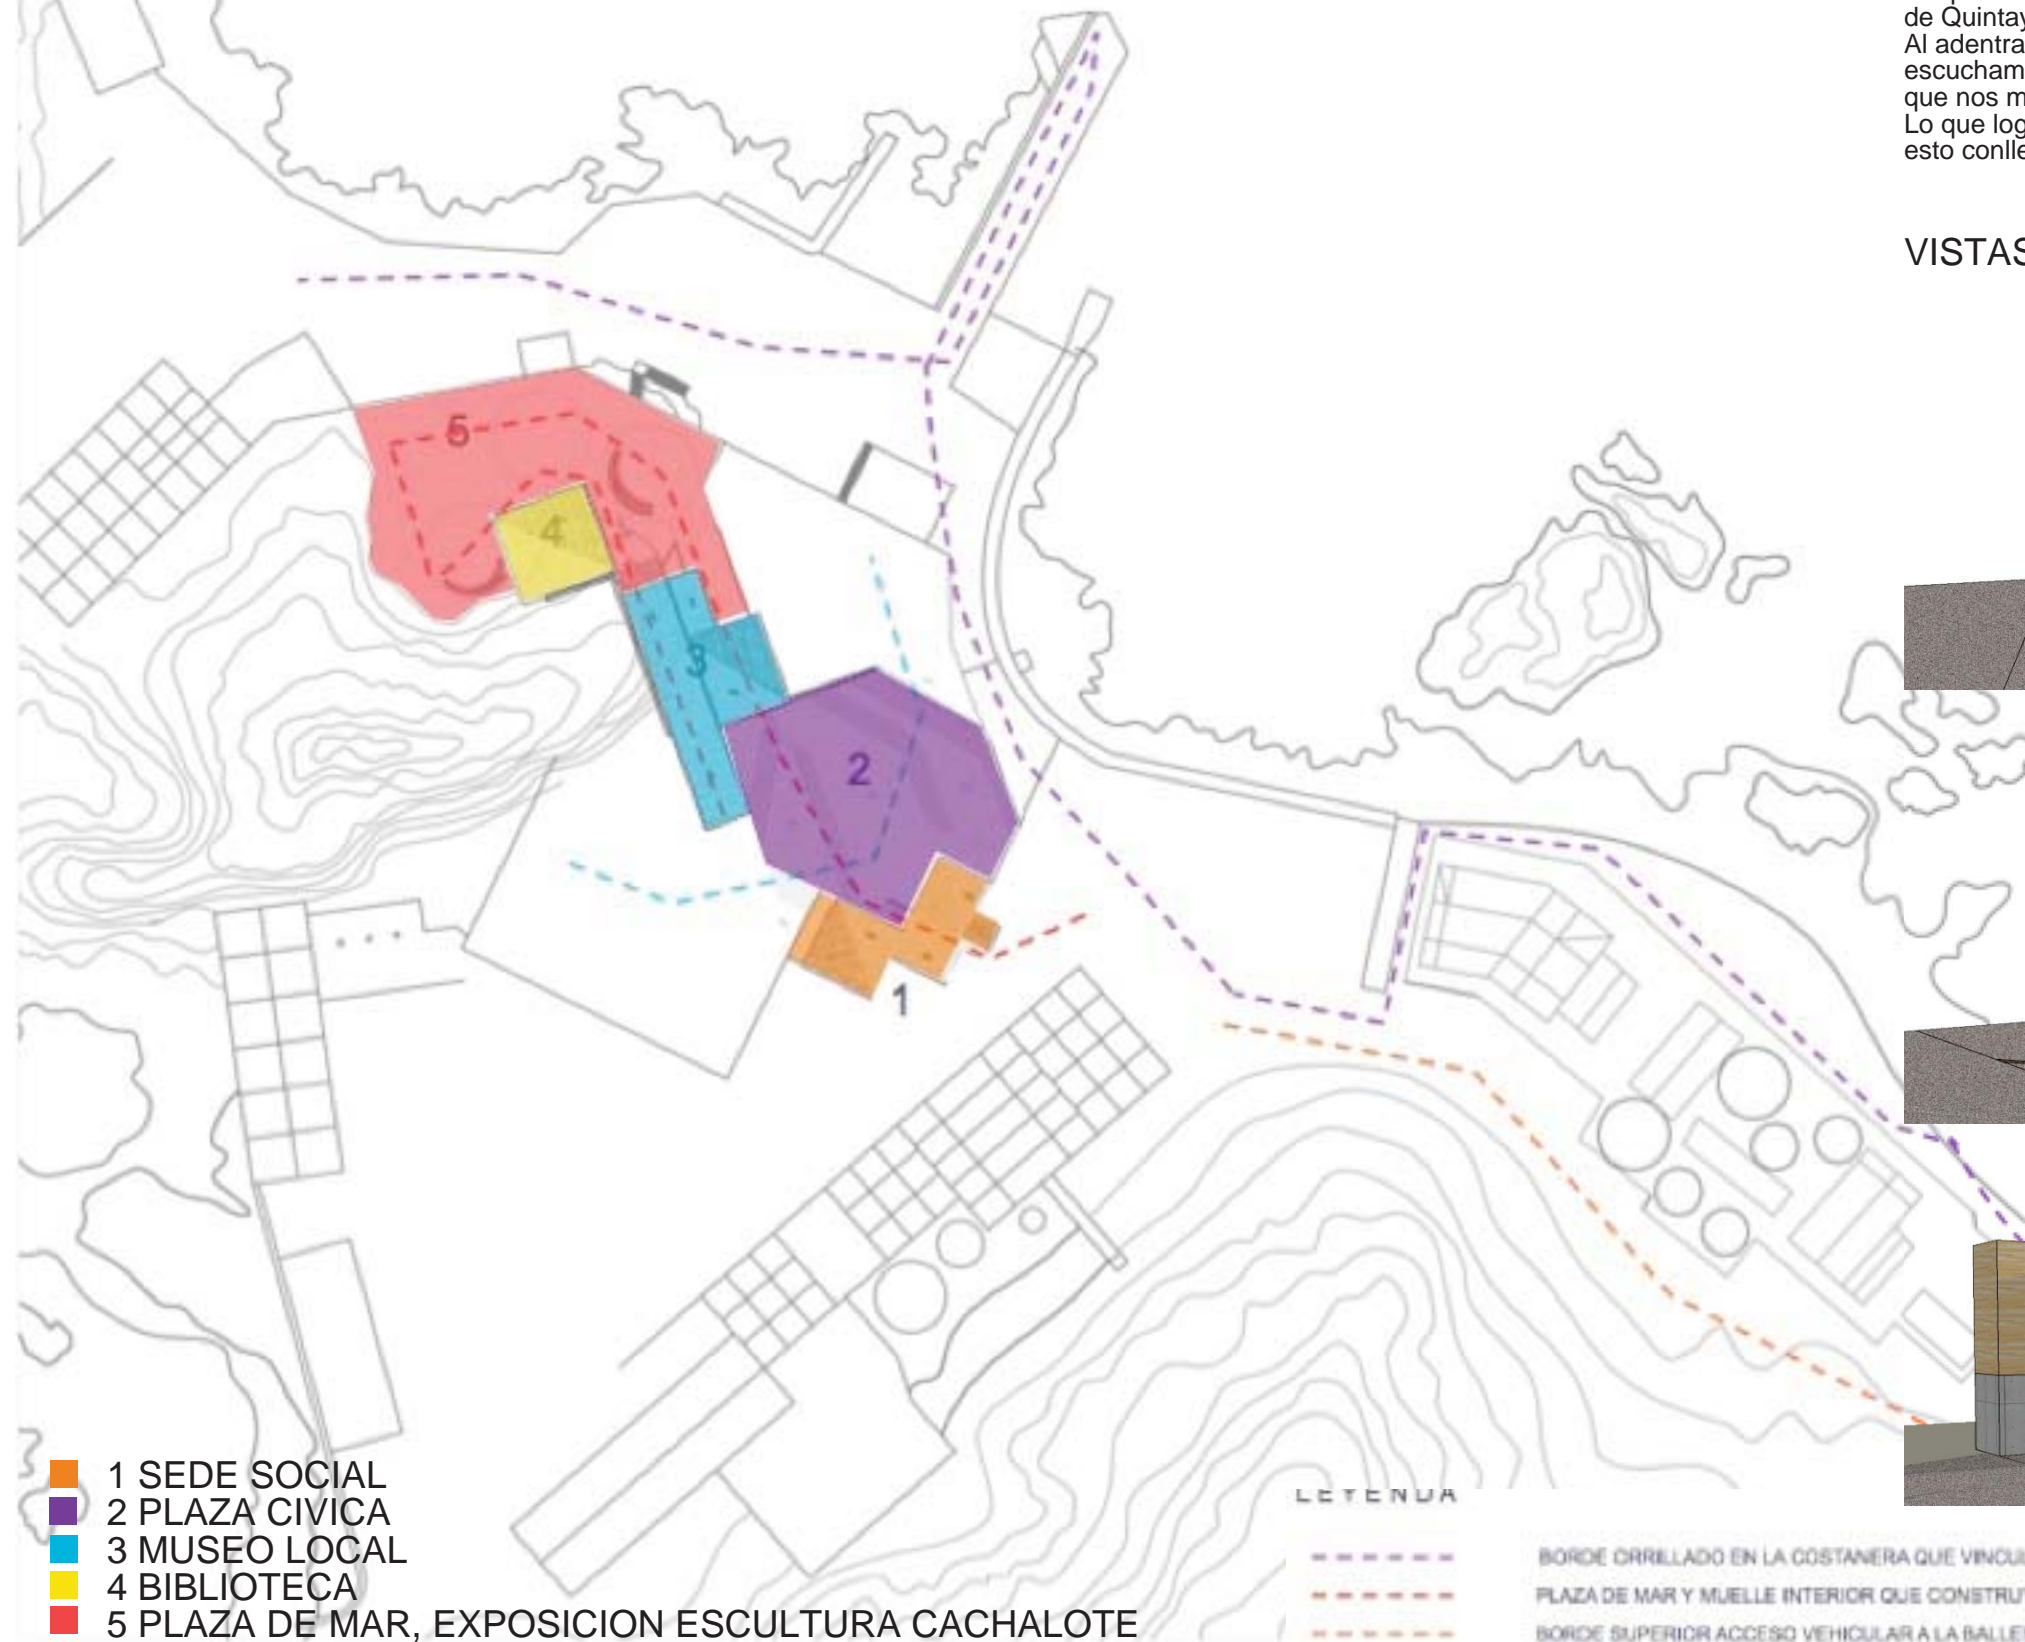 de Quintay
Al adentra
escucham
que nos m
Lo que log
esto conlle
VISTAS
5
4
3
2
1
1 SEDE SOCIAL
2 PLAZA CIVICA
3 MUSEO LOCAL
4 BIBLIOTECA
5 PLAZA DE MAR, EXPOSICION ESCULTURA CACHALOTE
LEYENDA
BORDE ORRILLADO EN LA COSTANERA QUE VINCUL
PLAZA DE MAR Y MUELLE INTERIOR QUE CONSTRUY
BORDE SUPERIOR ACCESO VEHICULAR A LA BALLE